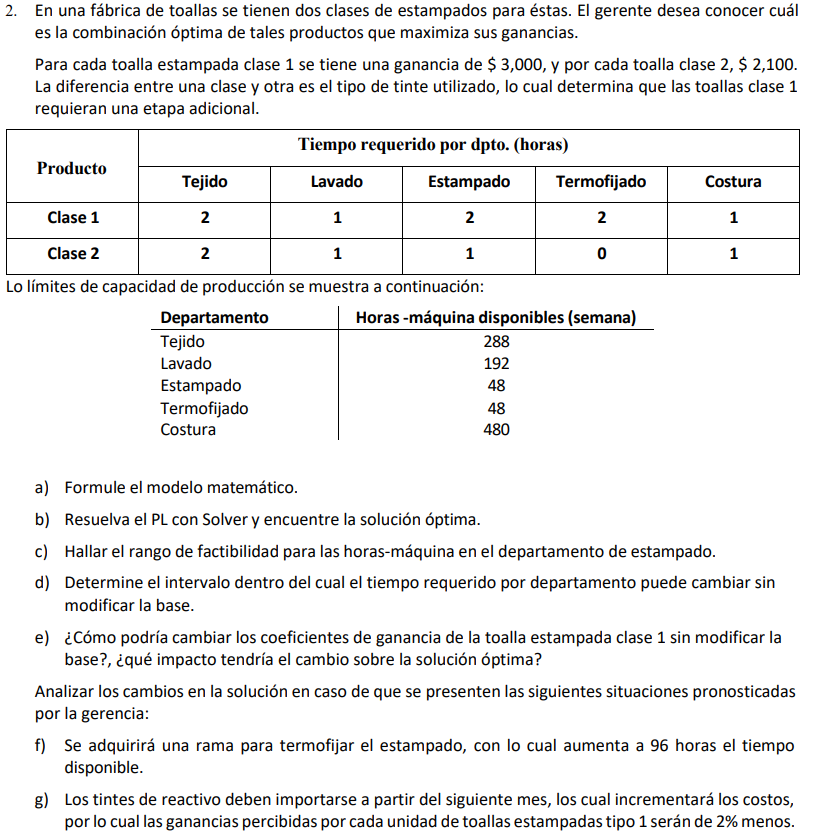 2. En una fábrica de toallas se tienen dos clases de estampados para éstas. El gerente desea conocer cuál
es la combinación óptima de tales productos que maximiza sus ganancias.
Para cada toalla estampada clase 1 se tiene una ganancia de $ 3,000, y por cada toalla clase 2, $ 2,100.
La diferencia entre una clase y otra es el tipo de tinte utilizado, lo cual determina que las toallas clase 1
requieran una etapa adicional.
Producto Tiempo requerido por dpto. (horas)
Tejido Lavado Estampado Termofijado Costura
Clase 1 2 1 2 2 1
Clase 2 2 1 1 0 1
Lo límites de capacidad de producción se muestra a continuación:
Departamento Horas -máquina disponibles (semana)
Tejido 288
Lavado 192
Estampado 48
Termofijado 48
Costura 480
a) Formule el modelo matemático.
b) Resuelva el PL con Solver y encuentre la solución óptima.
c) Hallar el rango de factibilidad para las horas-máquina en el departamento de estampado.
d) Determine el intervalo dentro del cual el tiempo requerido por departamento puede cambiar sin
modificar la base.
e) ¿Cómo podría cambiar los coeficientes de ganancia de la toalla estampada clase 1 sin modificar la
base?, ¿qué impacto tendría el cambio sobre la solución óptima?
Analizar los cambios en la solución en caso de que se presenten las siguientes situaciones pronosticadas
por la gerencia:
f) Se adquirirá una rama para termofijar el estampado, con lo cual aumenta a 96 horas el tiempo
disponible.
g) Los tintes de reactivo deben importarse a partir del siguiente mes, los cual incrementará los costos,
por lo cual las ganancias percibidas por cada unidad de toallas estampadas tipo 1 serán de 2% menos.